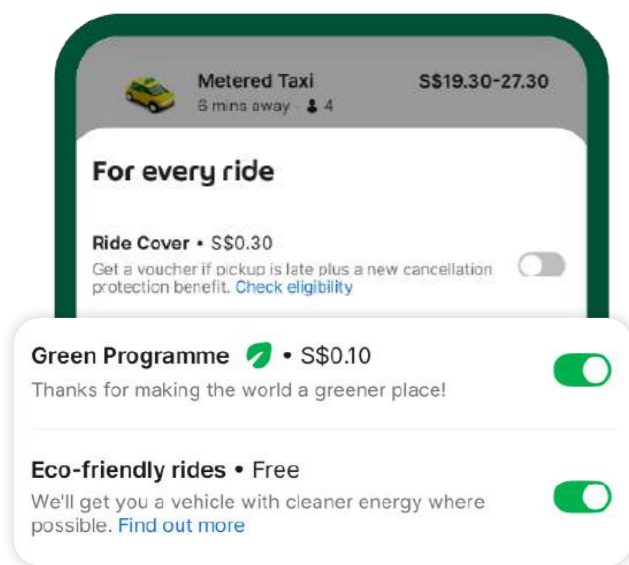 Metered Taxi S$19.30-27.30
6 mins away 4
For every ride
Ride Cover • S$0.30
Get a voucher if pickup is late plus a new cancellation
protection benefit. Check eligibility
Green Programme • S$0.10
Thanks for making the world a greener place!
Eco-friendly rides • Free
We'll get you a vehicle with cleaner energy where
possible. Find out more